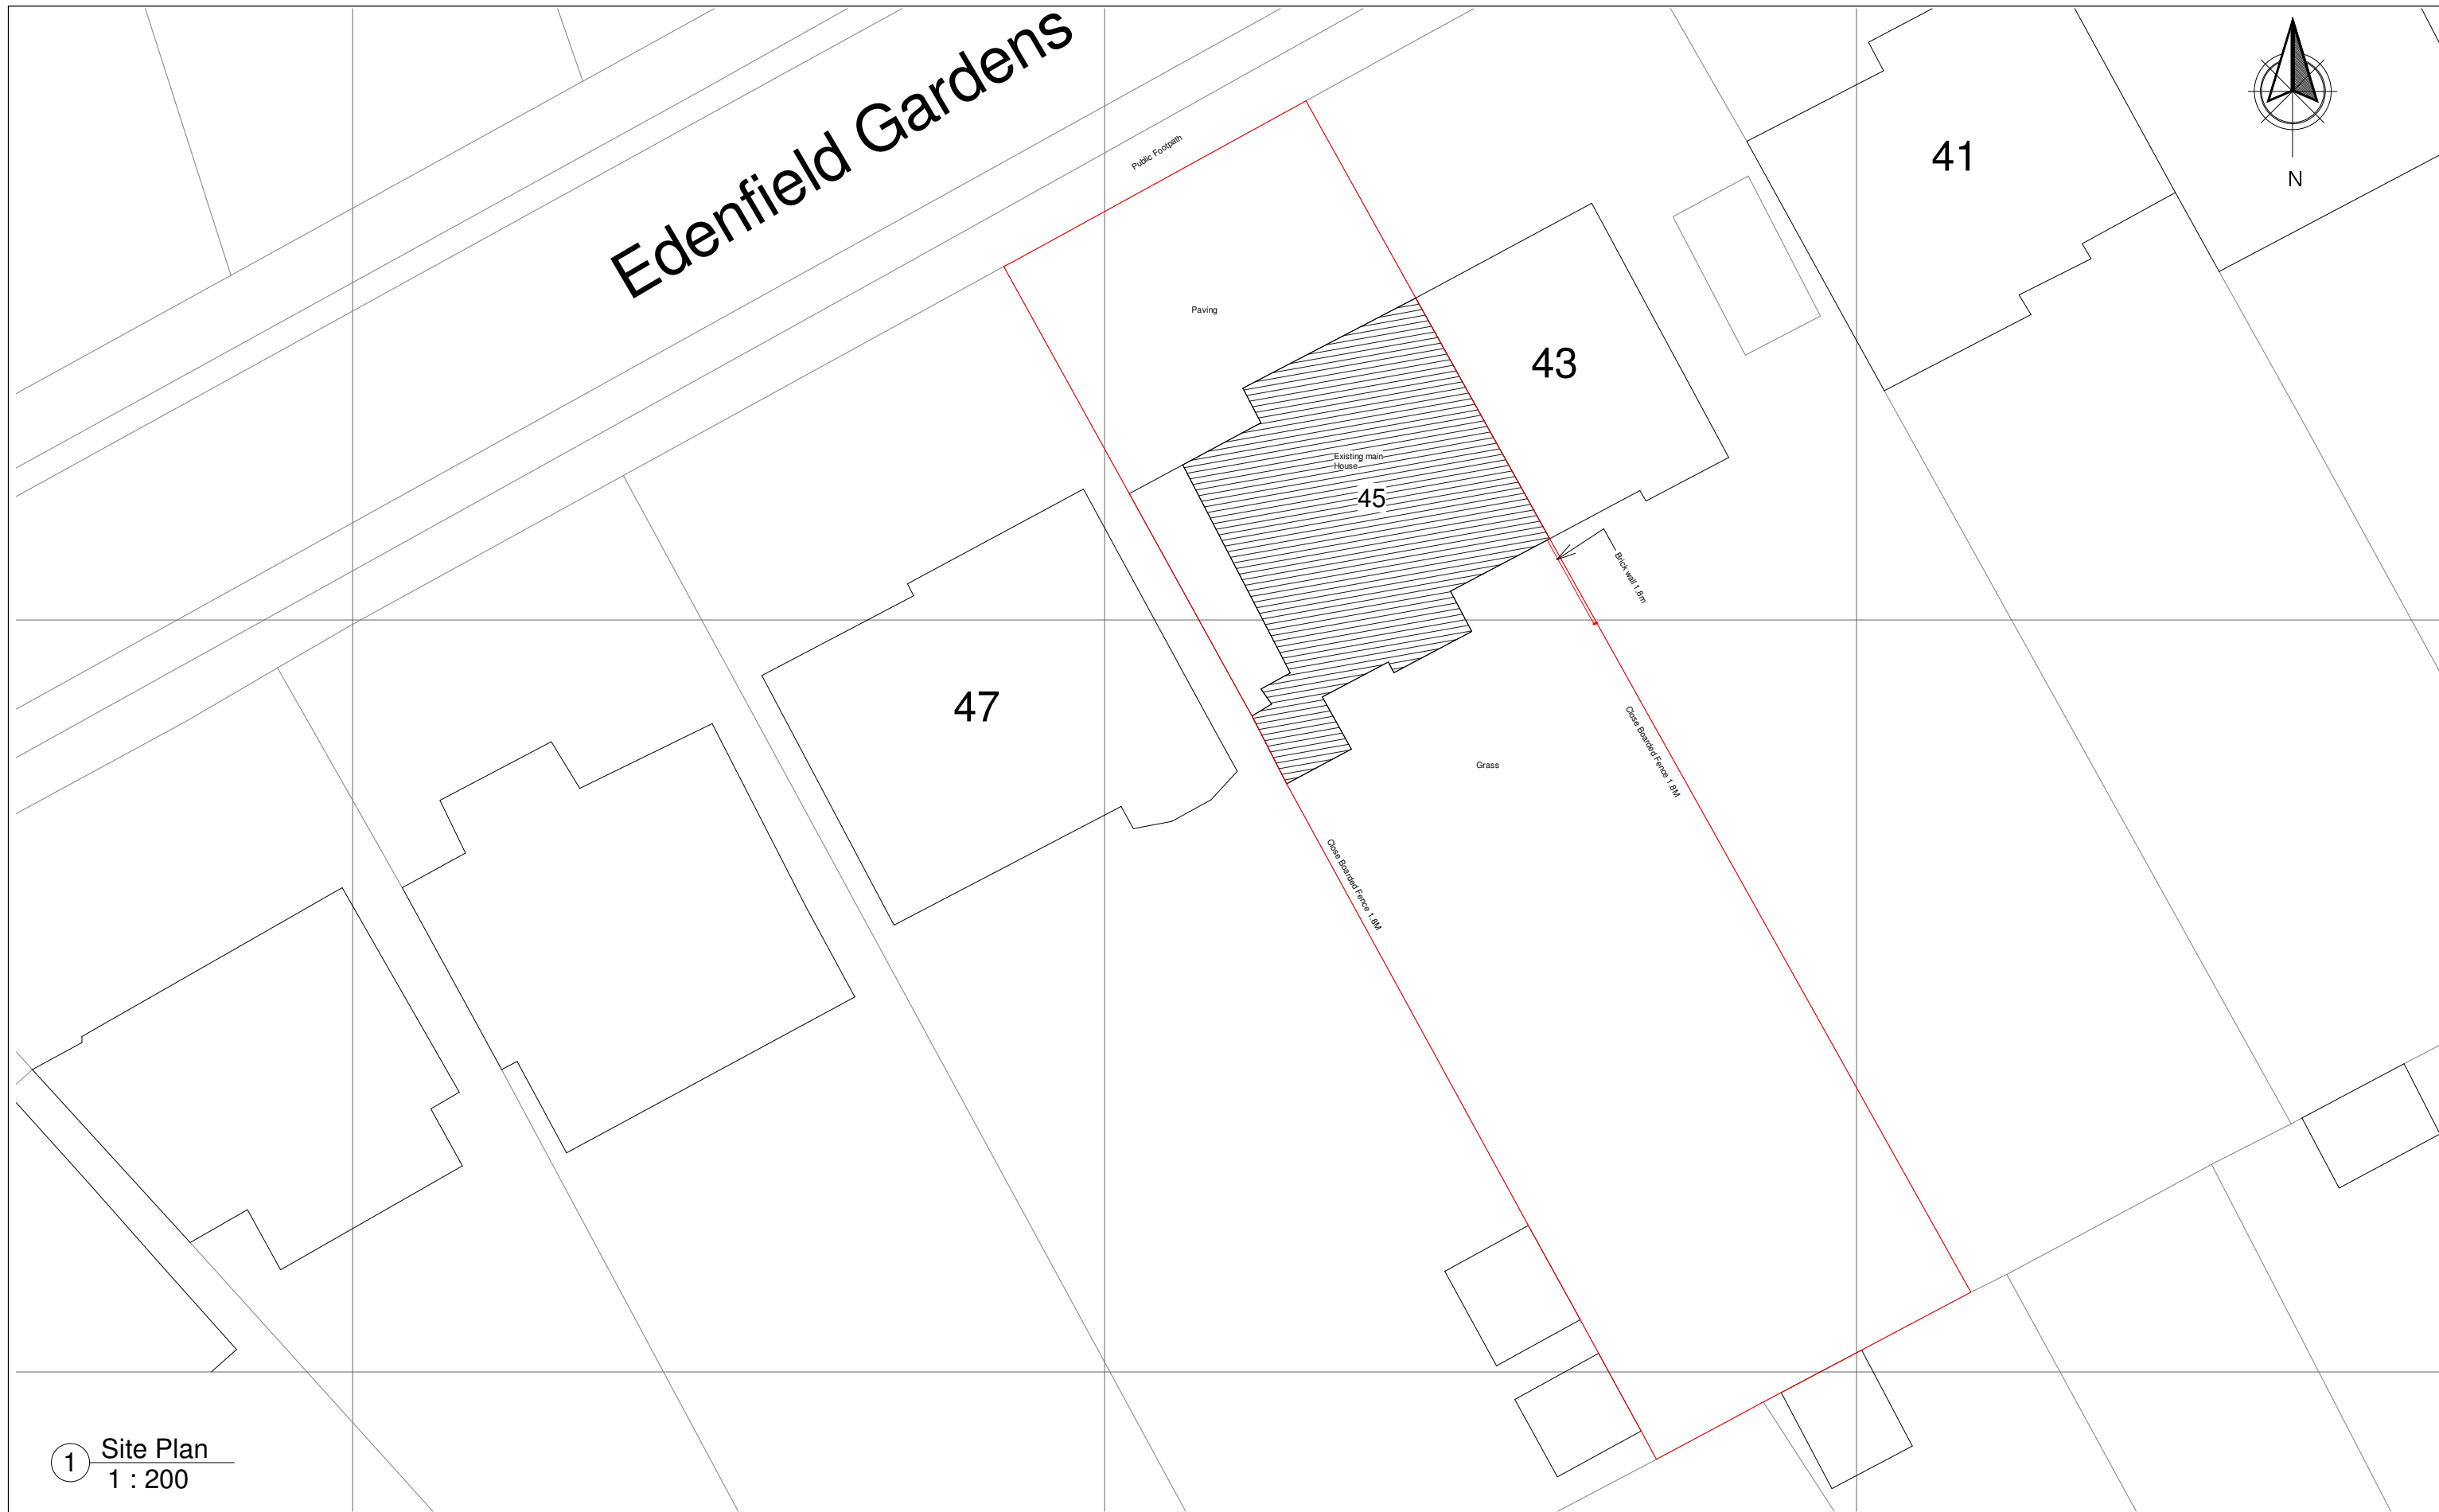 Edenfield Gardens
Public Footpath
41
N
Paving
43
Existing main
House
45
Brick wall 1.8m
47
Close Boarded Fence 1.8M
Grass
Close Boarded Fence 1.8M
1
Site Plan
1 : 200